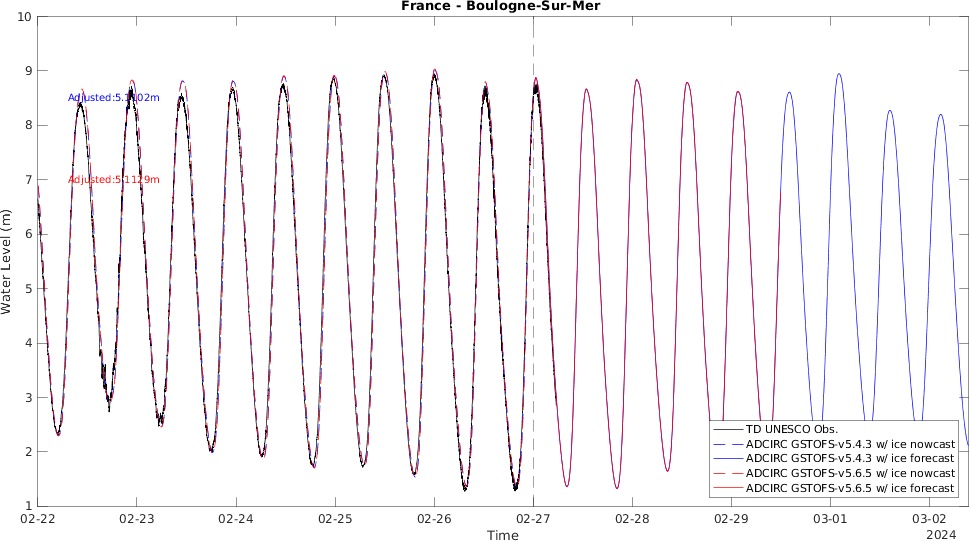 France - Boulogne-Sur-Mer
10
9
8
7
6
5
4
3
2
1
Water Level (m)
Adjusted:5.1129m
TD UNESCO Obs.
ADCIRC GSTOFS-v5.4.3 w/ ice nowcast
ADCIRC GSTOFS-v5.4.3 w/ ice forecast
ADCIRC GSTOFS-v5.6.5 w/ ice nowcast
ADCIRC GSTOFS-v5.6.5 w/ ice forecast
02-22 02-23 02-24 02-25 02-26 02-27 02-28 02-29 03-01 03-02
Time
2024